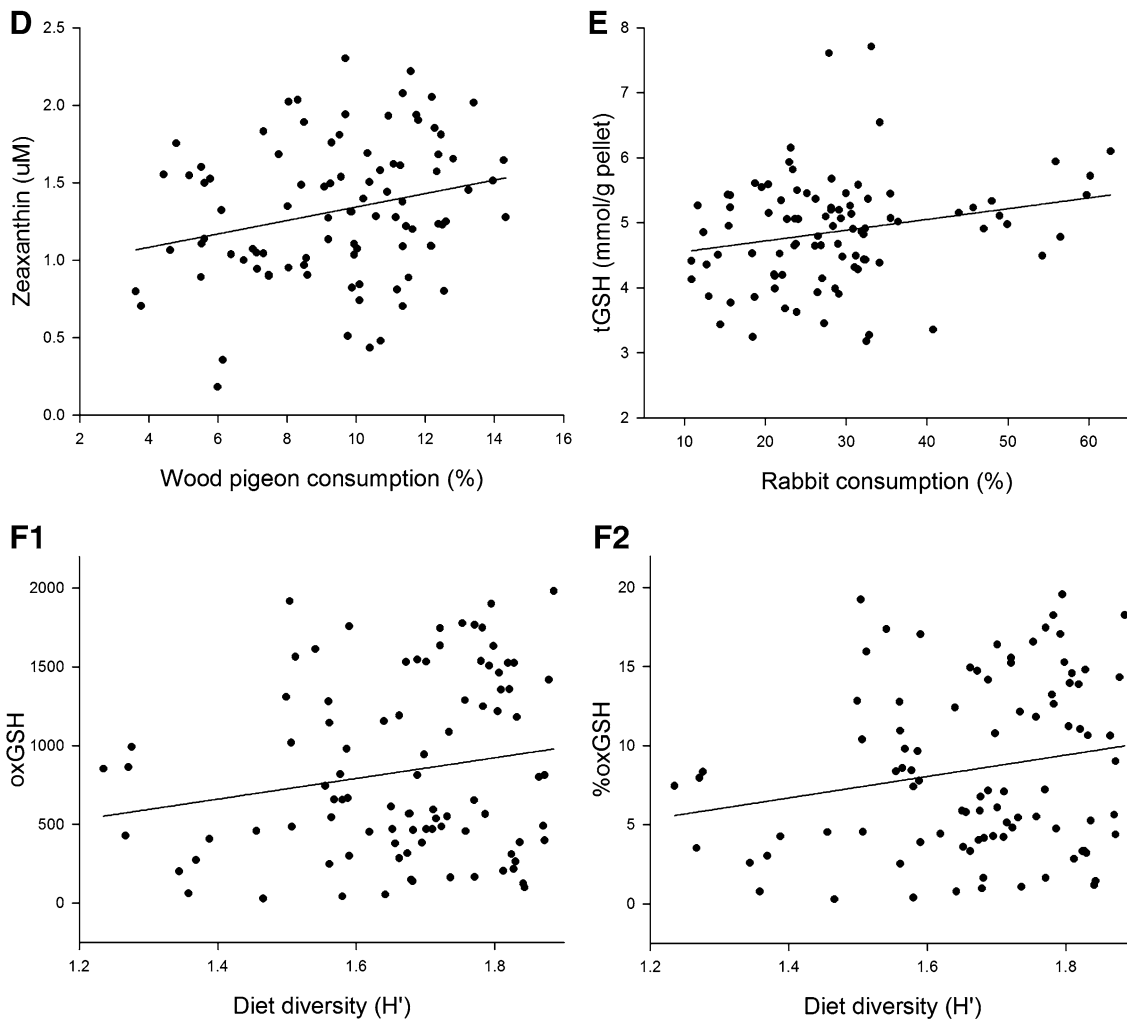 D
2.5
2.0
1.5
1.0
0.5
0.0
Zeaxanthin (uM)
2 4 6 8 10 12 14 16
Wood pigeon consumption (%)
E
8
7
6
5
4
3
2
tGSH (mmol/g pellet)
10 20 30 40 50 60
Rabbit consumption (%)
F1
2000
1500
1000
500
0
oxGSH
1.2 1.4 1.6 1.8
Diet diversity (H')
F2
20
15
10
5
0
%oxGSH
1.2 1.4 1.6 1.8
Diet diversity (H')